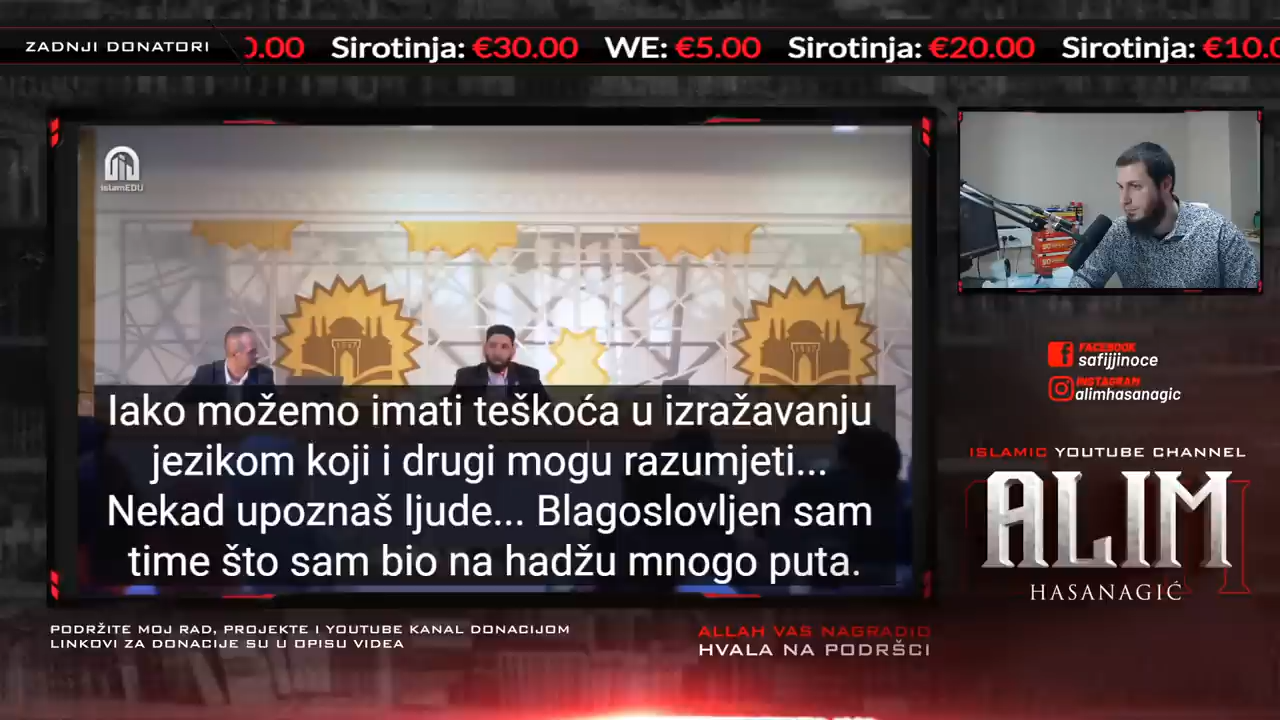 ZADNJI DONATORI
0.00 Sirotinja: €30.00 WE: €5.00 Sirotinja: €20.00 Sirotinja: €10.0
islamEDU
1897
Iako možemo imati teškoća u izražavanju
jezikom koji i drugi mogu razumjeti...
Nekad upoznaš ljude... Blagoslovljen sam
time što sam bio na hadžu mnogo puta.
FACEBOOK
safijjinoce
INSTAGRAM
alimhasanagic
ISLAMIC YOUTUBE CHANNEL
ALIM
HASANAGIĆ
PODRŽITE MOJ RAD, PROJEKTE I YOUTUBE KANAL DONACIJOM
LINKOVI ZA DONACIJE SU U OPISU VIDEA
ALLAH VAS NAGRADIO
HVALA NA PODRŠCI